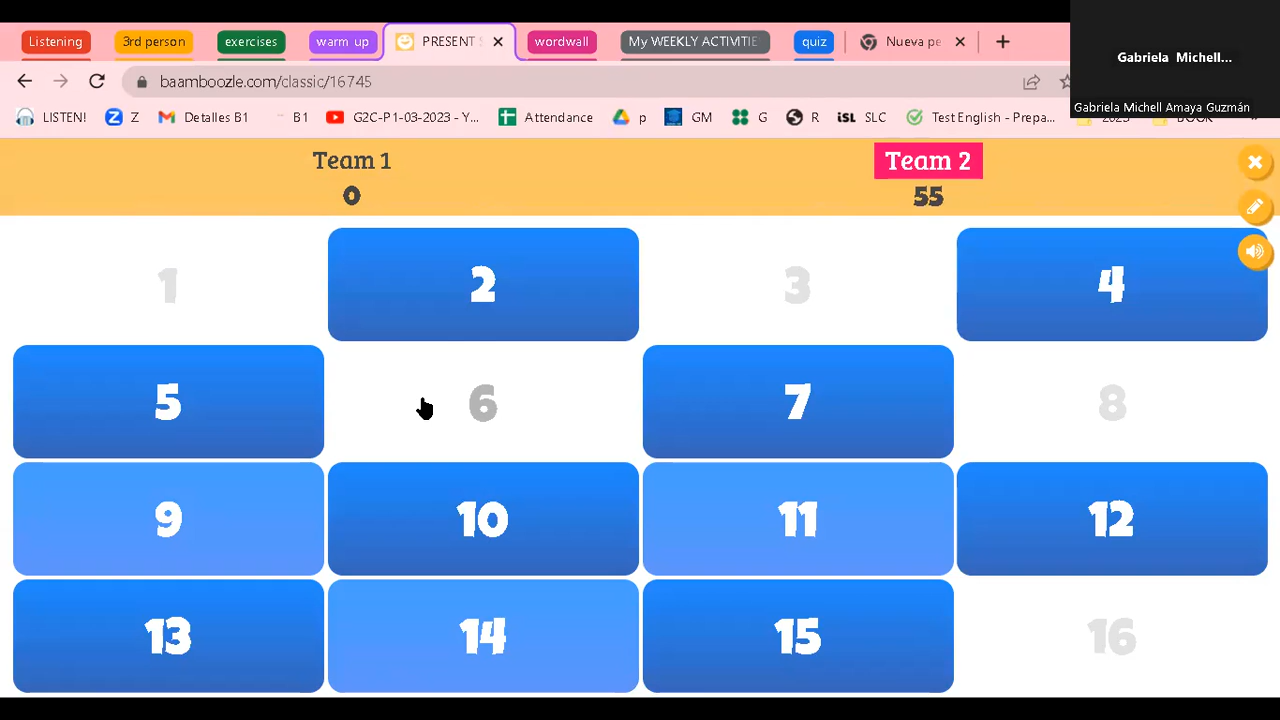 Listening
3rd person
exercises
warm up
PRESENT S
wordwall
My WEEKLY ACTIVITIE
quiz
Nueva pe
Gabriela Michell...
Gabriela Michell Amaya Guzmán
baamboozle.com/classic/16745
LISTEN!
Z
Detalles B1
B1
G2C-P1-03-2023 - Y...
Attendance
p
GM
G
R
iSL SLC
Test English - Prepa...
Team 1
Team 2
0
55
1
2
3
4
5
6
7
8
9
10
11
12
13
14
15
16